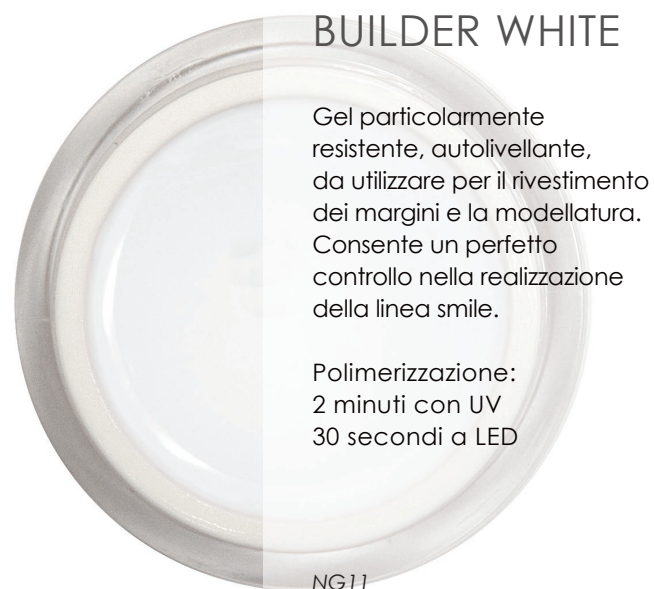 BUILDER WHITE
Gel particolarmente
resistente, autolivellante,
da utilizzare per il rivestimento
dei margini e la modellatura.
Consente un perfetto
controllo nella realizzazione
della linea smile.
Polimerizzazione:
2 minuti con UV
30 secondi a LED
NG11